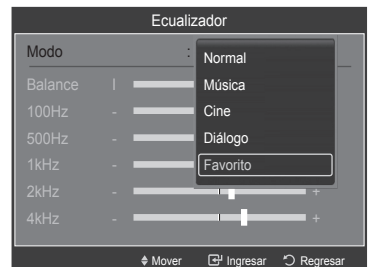 Ecualizador
Modo :
Normal
Balance I
Música
100Hz -
Cine
500Hz -
Diálogo
1kHz -
Favorito
2kHz - +
4kHz - +
Mover Ingresar Regresar